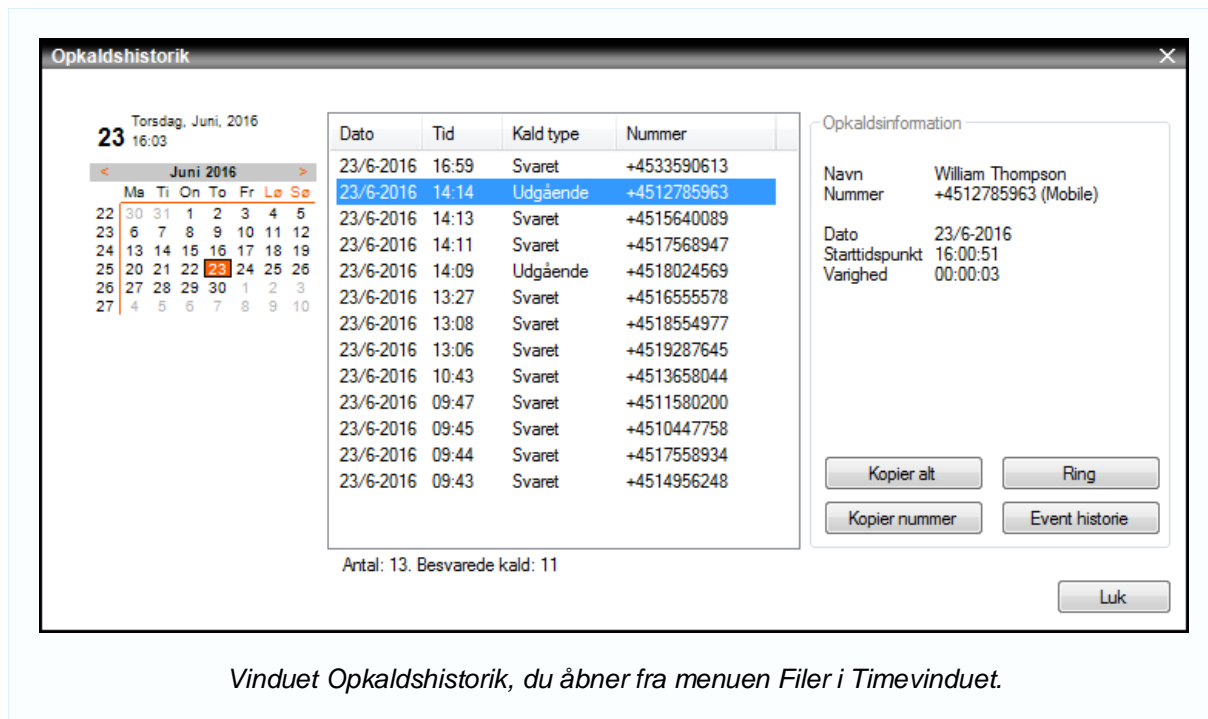 Opkaldshistorik
23 Torsdag, Juni, 2016
16:03
< Juni 2016 >
Ma Ti On To Fr Lø Sø
22 30 31 1 2 3 4 5
23 6 7 8 9 10 11 12
24 13 14 15 16 17 18 19
25 20 21 22 23 24 25 26
26 27 28 29 30 1 2 3
27 4 5 6 7 8 9 10
Dato Tid Kald type Nummer
23/6-2016 16:59 Svaret +4533590613
23/6-2016 14:14 Udgående +4512785963
23/6-2016 14:13 Svaret +4515640089
23/6-2016 14:11 Svaret +4517568947
23/6-2016 14:09 Udgående +4518024569
23/6-2016 13:27 Svaret +4516555578
23/6-2016 13:08 Svaret +4518554977
23/6-2016 13:06 Svaret +4519287645
23/6-2016 10:43 Svaret +4513658044
23/6-2016 09:47 Svaret +4511580200
23/6-2016 09:45 Svaret +4510447758
23/6-2016 09:44 Svaret +4517558934
23/6-2016 09:43 Svaret +4514956248
Antal: 13. Besvarede kald: 11
Opkaldsinformation
Navn William Thompson
Nummer +4512785963 (Mobile)
Dato 23/6-2016
Starttidspunkt 16:00:51
Varighed 00:00:03
Kopier alt Ring
Kopier nummer Event historie
Luk
Vinduet Opkaldshistorik, du åbner fra menuen Filer i Timevinduet.